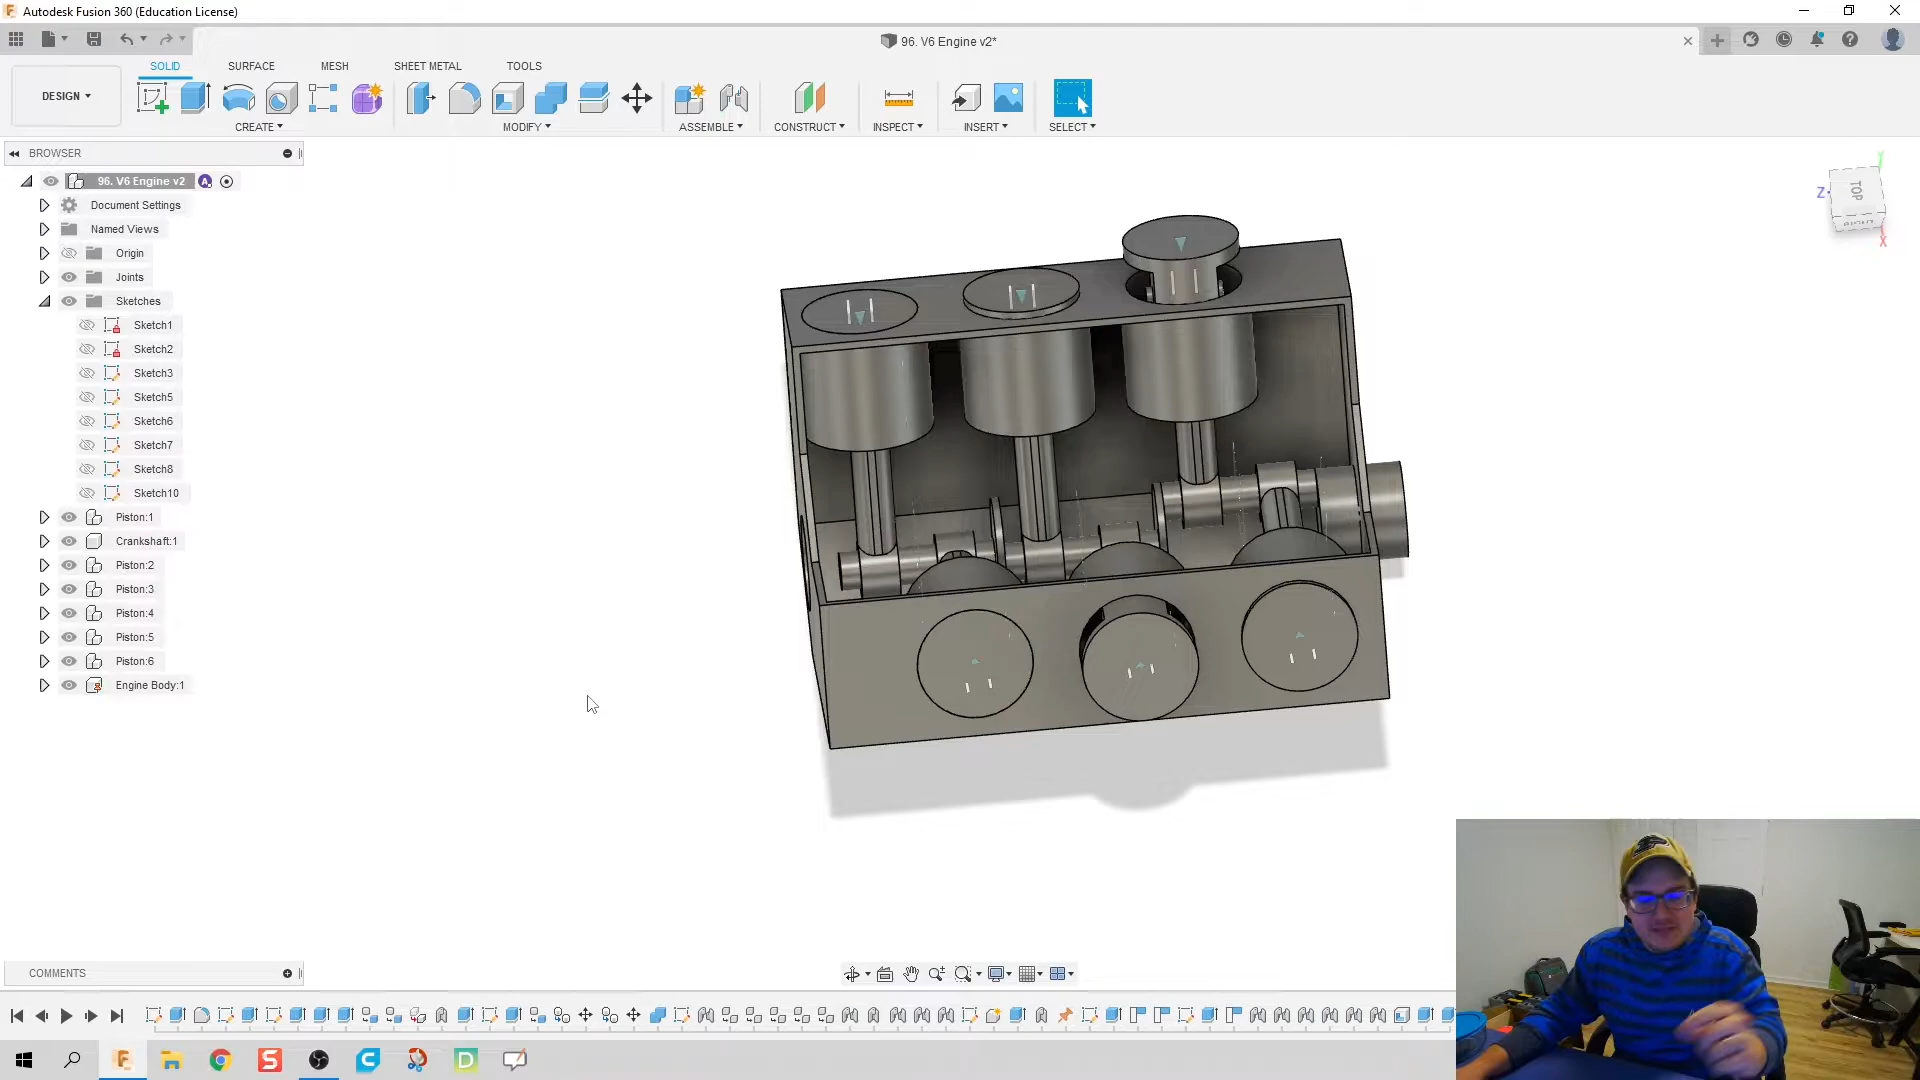 Autodesk Fusion 360 (Education License)
96. V6 Engine v2*
DESIGN
SOLID
SURFACE
MESH
SHEET METAL
TOOLS
CREATE
MODIFY
ASSEMBLE
CONSTRUCT
INSPECT
INSERT
SELECT
BROWSER
96. V6 Engine v2
Document Settings
Named Views
Origin
Joints
Sketches
Sketch1
Sketch2
Sketch3
Sketch5
Sketch6
Sketch7
Sketch8
Sketch10
Piston:1
Crankshaft:1
Piston:2
Piston:3
Piston:4
Piston:5
Piston:6
Engine Body:1
Y
Z
TOP
RIGHT
X
COMMENTS